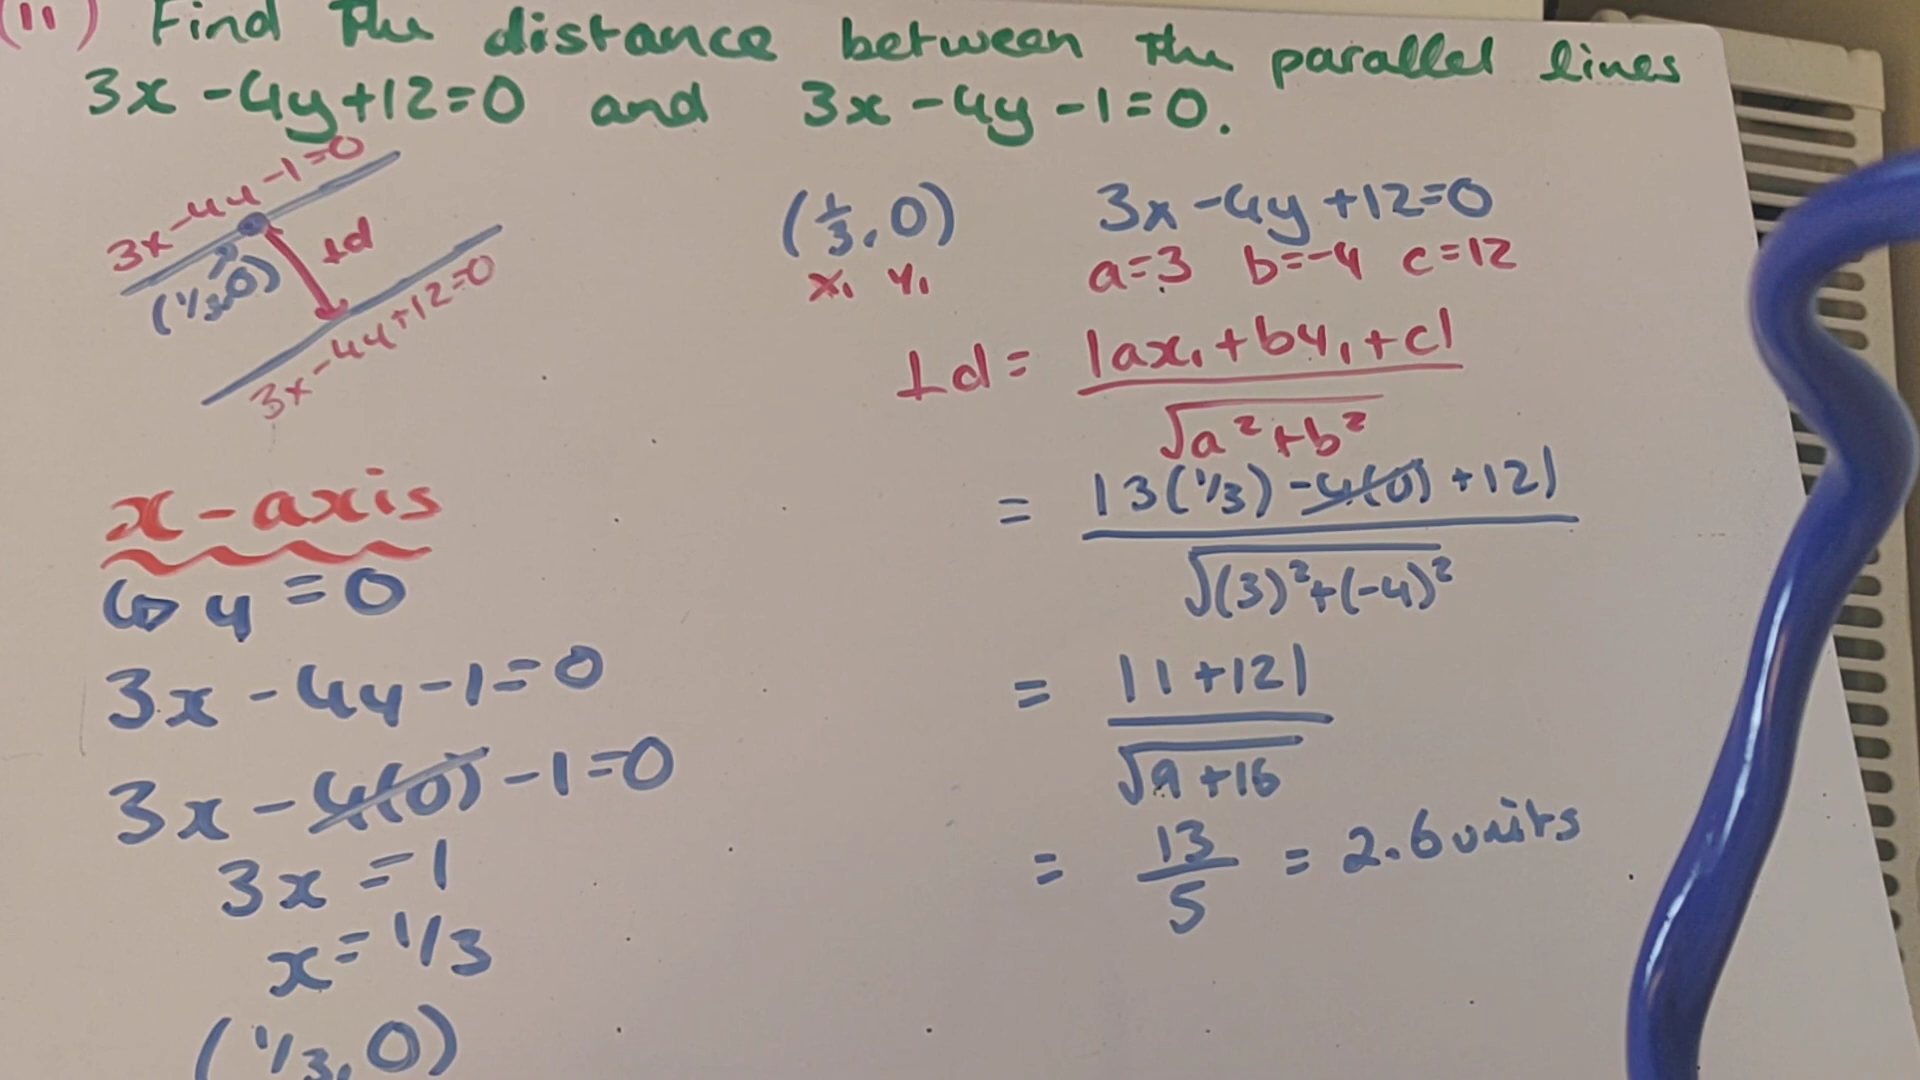 (ii) Find the distance between the parallel lines
3x - 4y + 12 = 0 and 3x - 4y - 1 = 0.
3x - 4y - 1 = 0
⊥d
(1/3, 0)
3x - 4y + 12 = 0
x-axis
↳ y = 0
3x - 4y - 1 = 0
3x - 4(0) - 1 = 0
3x = 1
x = 1/3
(1/3, 0)
(1/3, 0) 3x - 4y + 12 = 0
x₁ y₁ a = 3 b = -4 c = 12
⊥d = |ax₁ + by₁ + c|
√a² + b²
= |3(1/3) - 4(0) + 12|
√(3)² + (-4)²
= |1 + 12|
√9 + 16
= 13/5 = 2.6 units